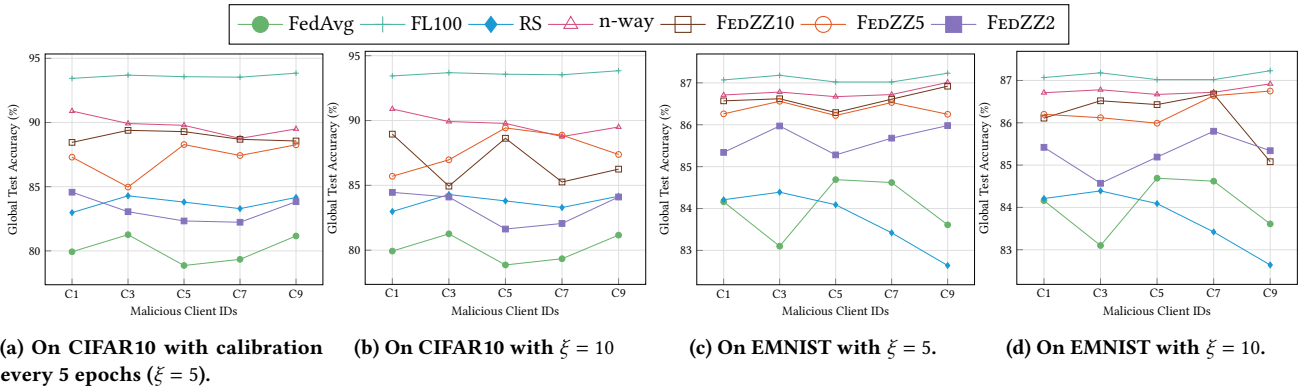 FedAvg FL100 RS n-way FEDZZ10 FEDZZ5 FEDZZ2
95
90
85
80
C1 C3 C5 C7 C9
Global Test Accuracy (%)
Malicious Client IDs
95
90
85
80
C1 C3 C5 C7 C9
Global Test Accuracy (%)
Malicious Client IDs
87
86
85
84
83
C1 C3 C5 C7 C9
Global Test Accuracy (%)
Malicious Client IDs
87
86
85
84
83
C1 C3 C5 C7 C9
Global Test Accuracy (%)
Malicious Client IDs
(a) On CIFAR10 with calibration
every 5 epochs (ξ = 5).
(b) On CIFAR10 with ξ = 10
(c) On EMNIST with ξ = 5.
(d) On EMNIST with ξ = 10.